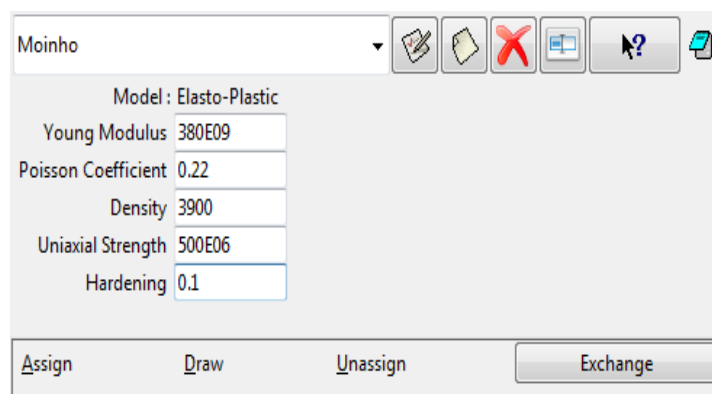 Moinho
Model : Elasto-Plastic
Young Modulus 380E09
Poisson Coefficient 0.22
Density 3900
Uniaxial Strength 500E06
Hardening 0.1
Assign Draw Unassign Exchange